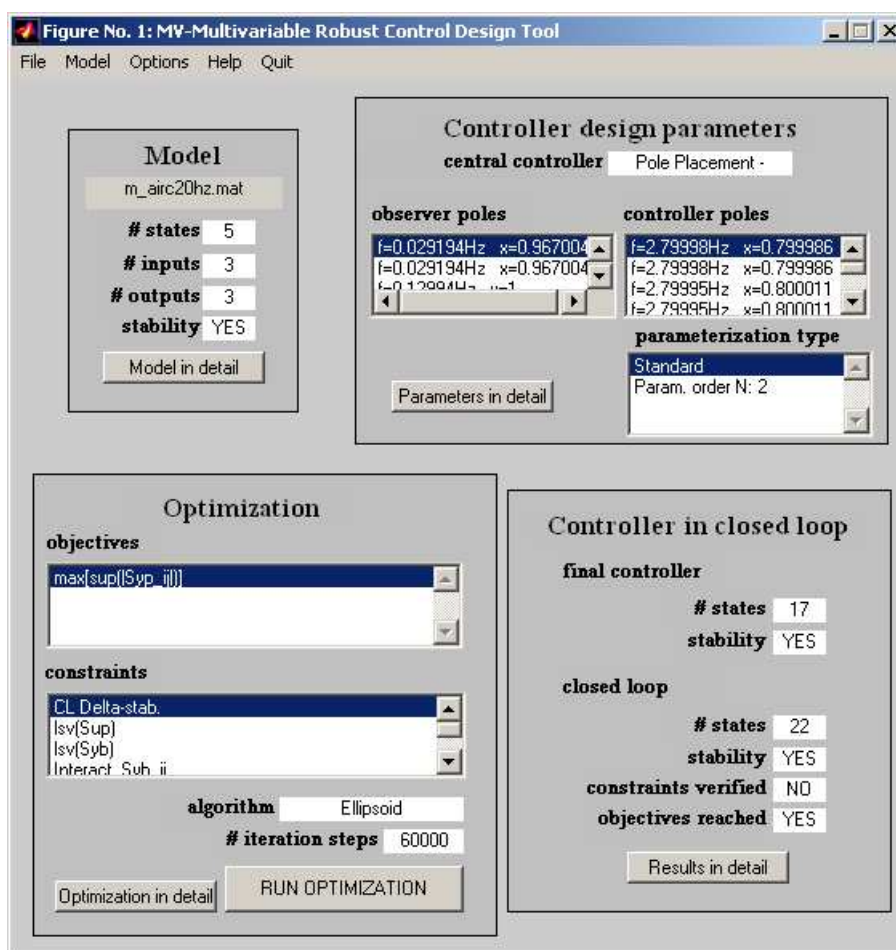 Figure No. 1: MV-Multivariable Robust Control Design Tool
File Model Options Help Quit
Model
m_airc20hz.mat
# states 5
# inputs 3
# outputs 3
stability YES
Model in detail
Controller design parameters
central controller Pole Placement -
observer poles
f=0.029194Hz x=0.967004
f=0.029194Hz x=0.967004
f=0.12994Hz x=1
controller poles
f=2.79998Hz x=0.799986
f=2.79998Hz x=0.799986
f=2.79995Hz x=0.800011
f=2.79995Hz x=0.800011
parameterization type
Standard
Param. order N: 2
Parameters in detail
Optimization
objectives
max[sup(|Syp_ij|)]
constraints
CL Delta-stab.
lsv(Sup)
lsv(Syb)
Interact_Sub_ij
algorithm Ellipsoid
# iteration steps 60000
Optimization in detail
RUN OPTIMIZATION
Controller in closed loop
final controller
# states 17
stability YES
closed loop
# states 22
stability YES
constraints verified NO
objectives reached YES
Results in detail